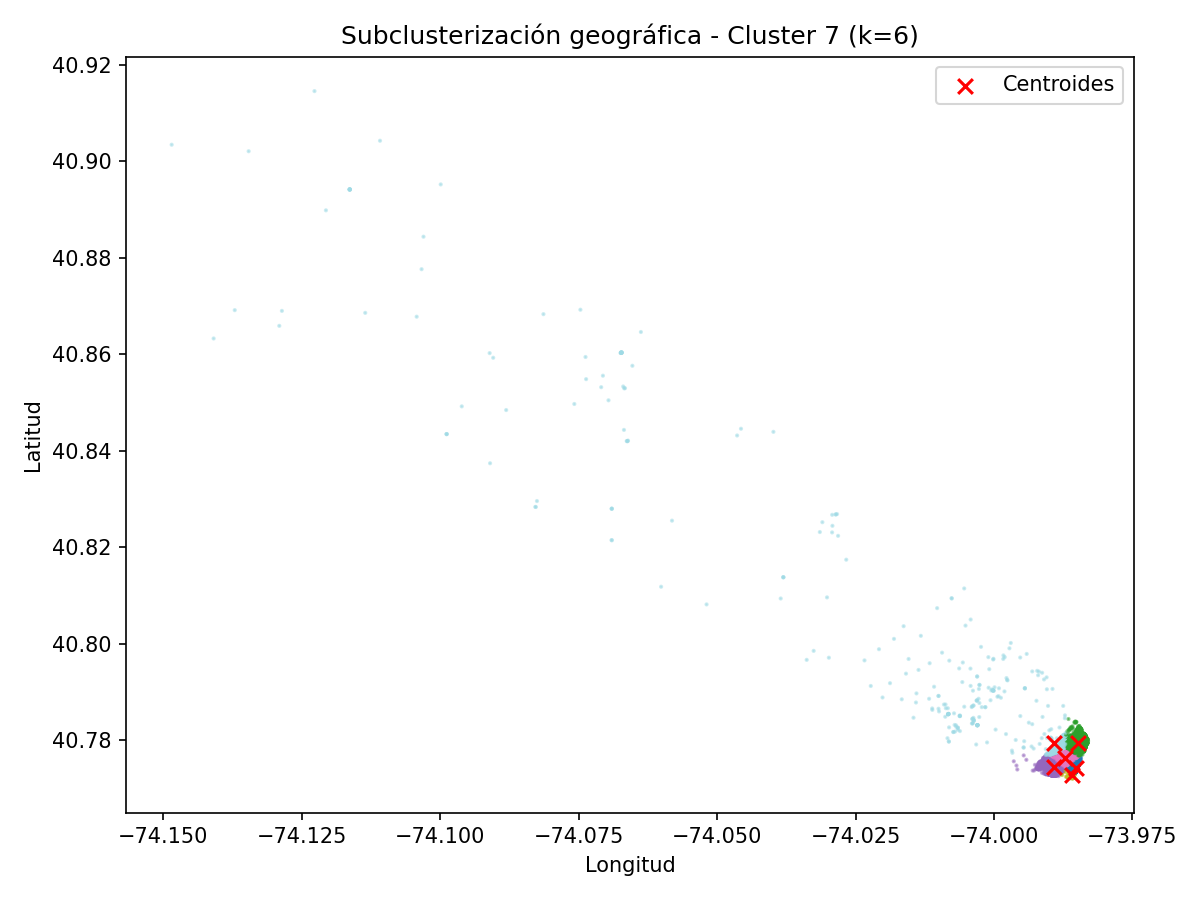 Subclusterización geográfica - Cluster 7 (k=6)
Centroides
40.92
40.90
40.88
40.86
40.84
40.82
40.80
40.78
Latitud
−74.150 −74.125 −74.100 −74.075 −74.050 −74.025 −74.000 −73.975
Longitud